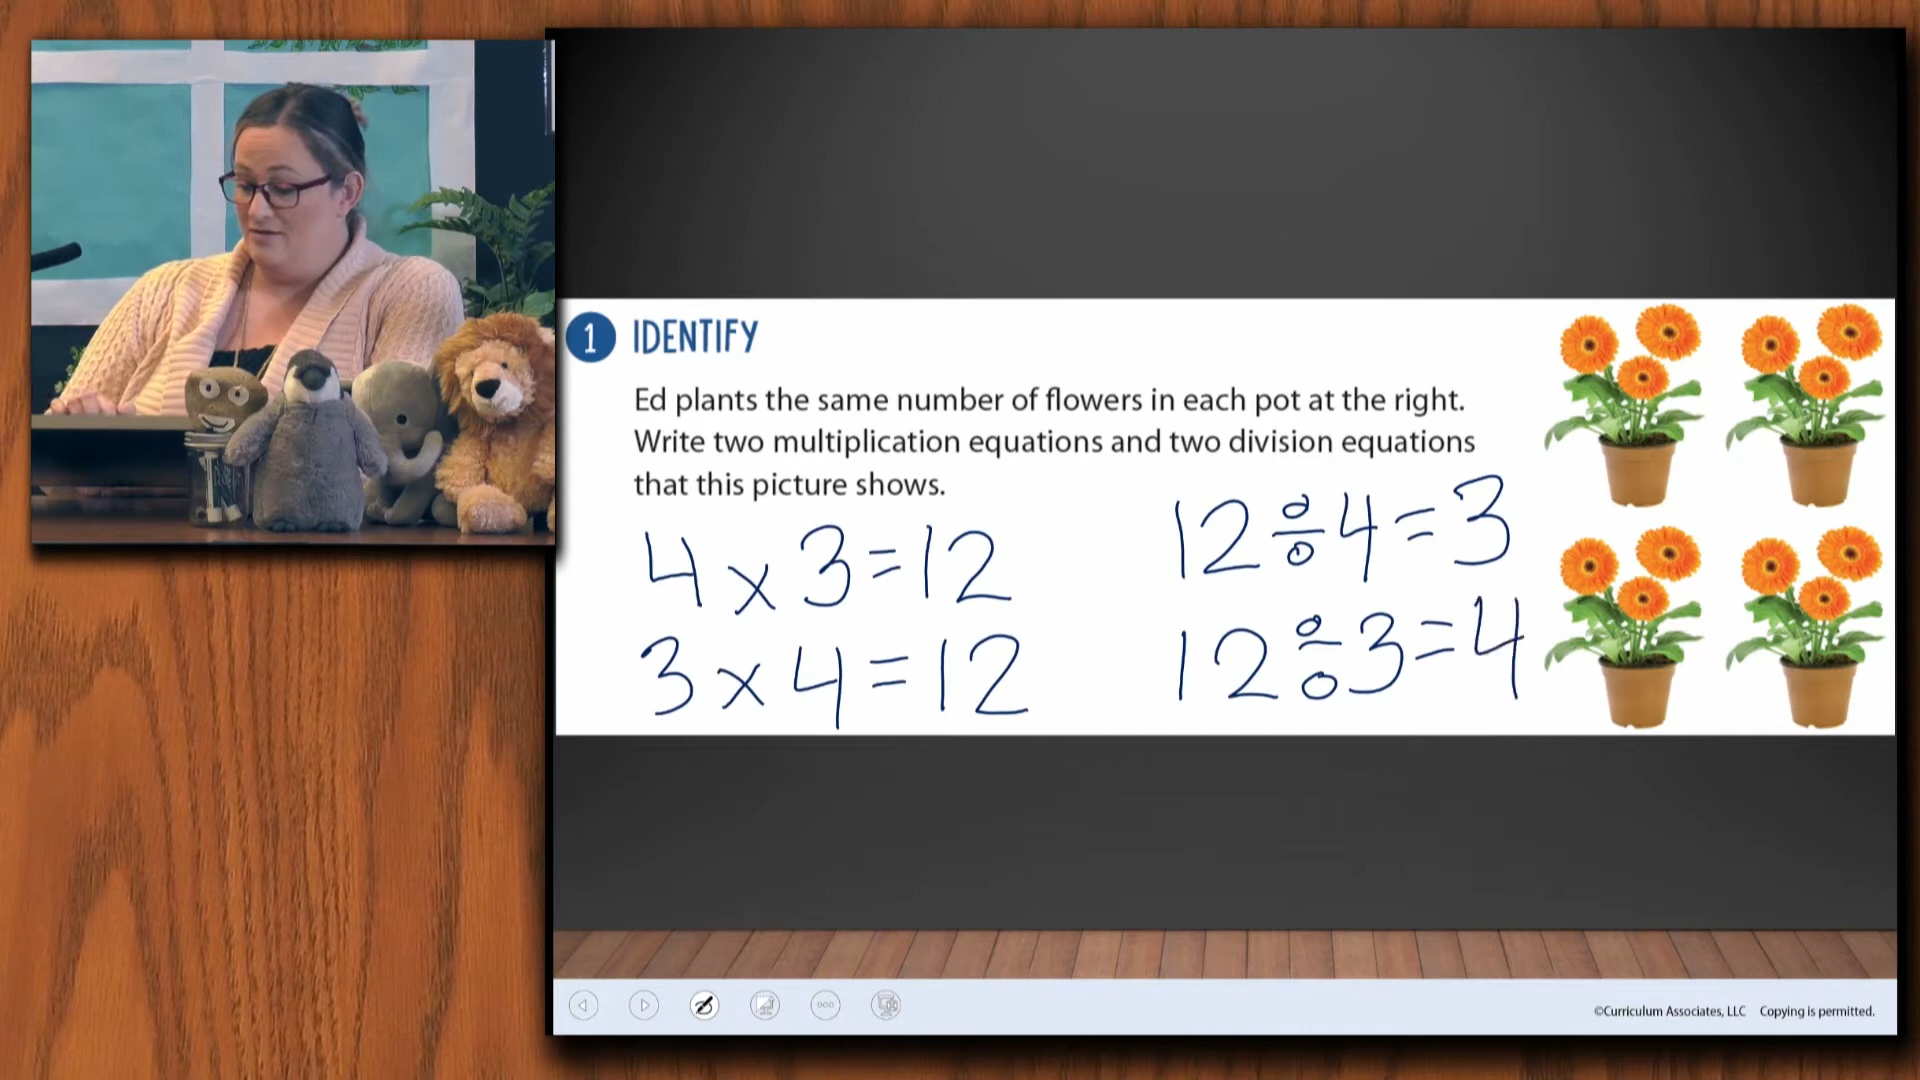 1 IDENTIFY
Ed plants the same number of flowers in each pot at the right.
Write two multiplication equations and two division equations
that this picture shows.
4 x 3 = 12
3 x 4 = 12
12 ÷ 4 = 3
12 ÷ 3 = 4
©Curriculum Associates, LLC Copying is permitted.